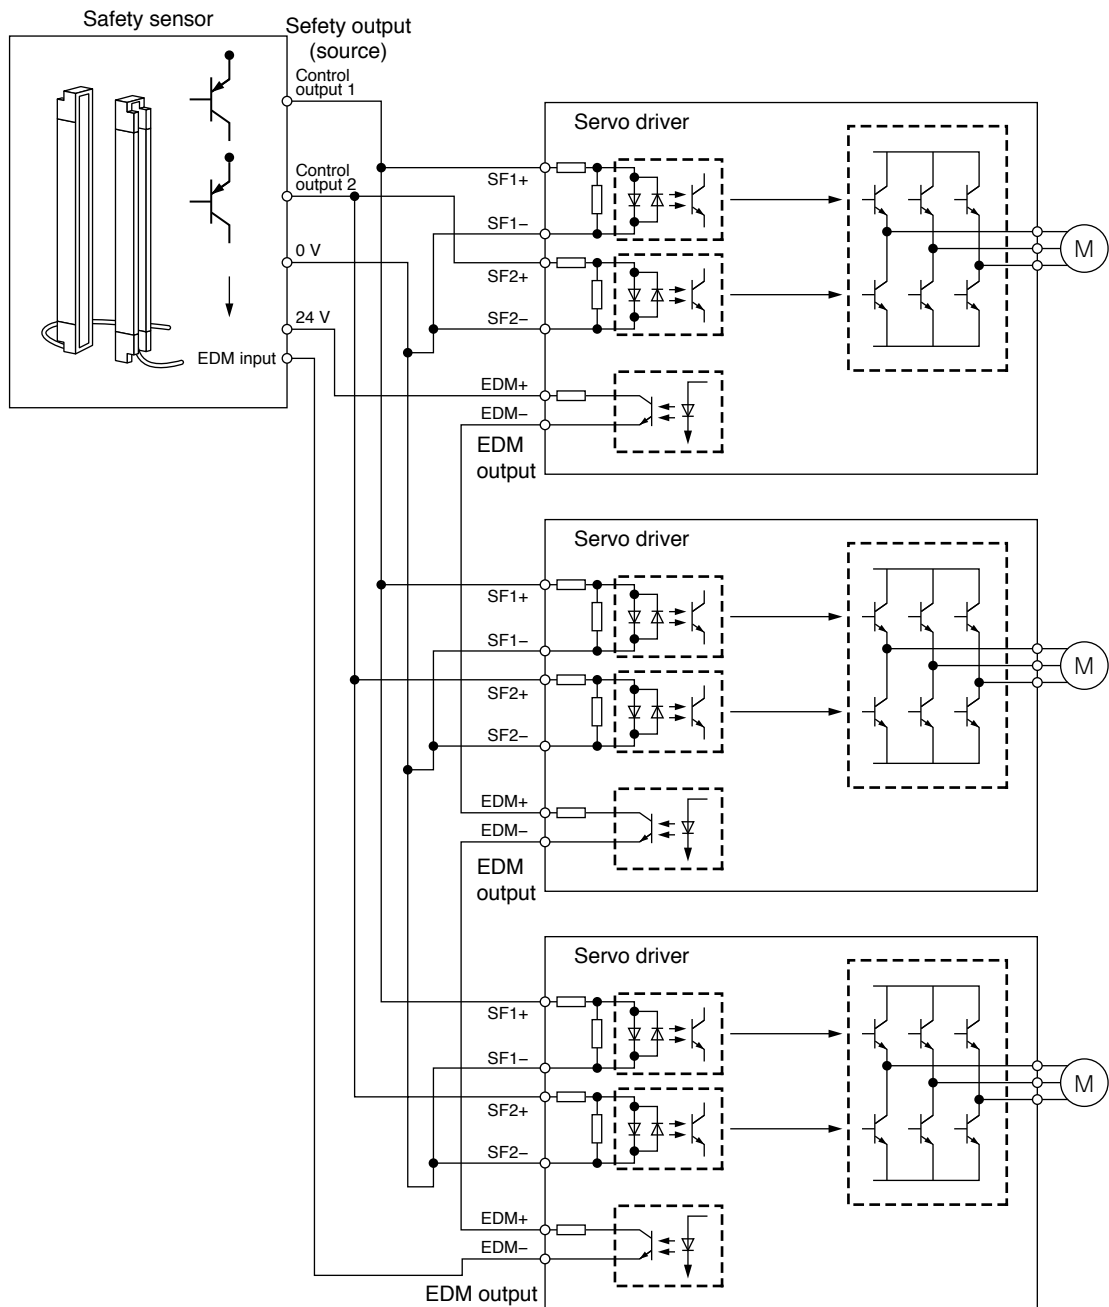 Safety sensor
Sefety output
(source)
Control
output 1
Control
output 2
0 V
24 V
EDM input
Servo driver
SF1+
SF1−
SF2+
SF2−
EDM+
EDM−
EDM
output
M
Servo driver
SF1+
SF1−
SF2+
SF2−
EDM+
EDM−
EDM
output
M
Servo driver
SF1+
SF1−
SF2+
SF2−
EDM+
EDM−
EDM output
M